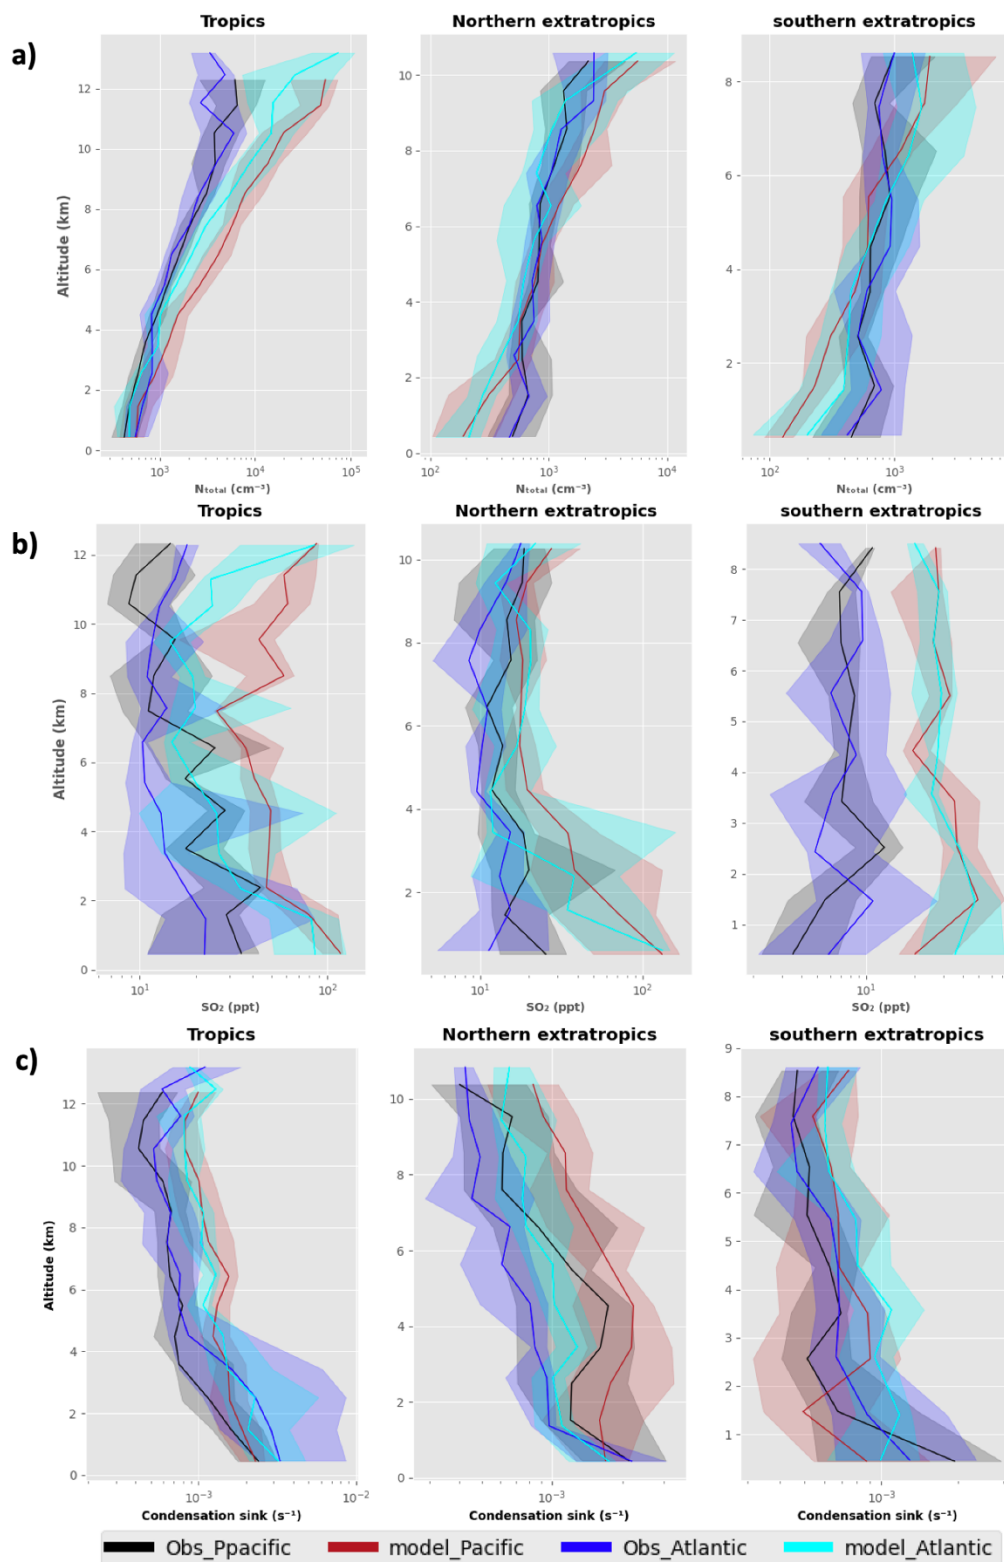 a)
Tropics
Northern extratropics
southern extratropics
Altitude (km)
12
10
8
6
4
2
0
10
8
6
4
2
0
8
6
4
2
10³
10⁴
10⁵
10²
10³
10⁴
10²
10³
Nₜₒₜₐₗ (cm⁻³)
Nₜₒₜₐₗ (cm⁻³)
Nₜₒₜₐₗ (cm⁻³)
b)
Tropics
Northern extratropics
southern extratropics
Altitude (km)
12
10
8
6
4
2
0
10
8
6
4
2
8
7
6
5
4
3
2
1
10¹
10²
10¹
10²
10¹
SO₂ (ppt)
SO₂ (ppt)
SO₂ (ppt)
c)
Tropics
Northern extratropics
southern extratropics
Altitude (km)
12
10
8
6
4
2
0
10
8
6
4
2
0
9
8
7
6
5
4
3
2
1
10⁻³
10⁻²
10⁻³
10⁻³
Condensation sink (s⁻¹)
Condensation sink (s⁻¹)
Condensation sink (s⁻¹)
Obs_Ppacific
model_Pacific
Obs_Atlantic
model_Atlantic